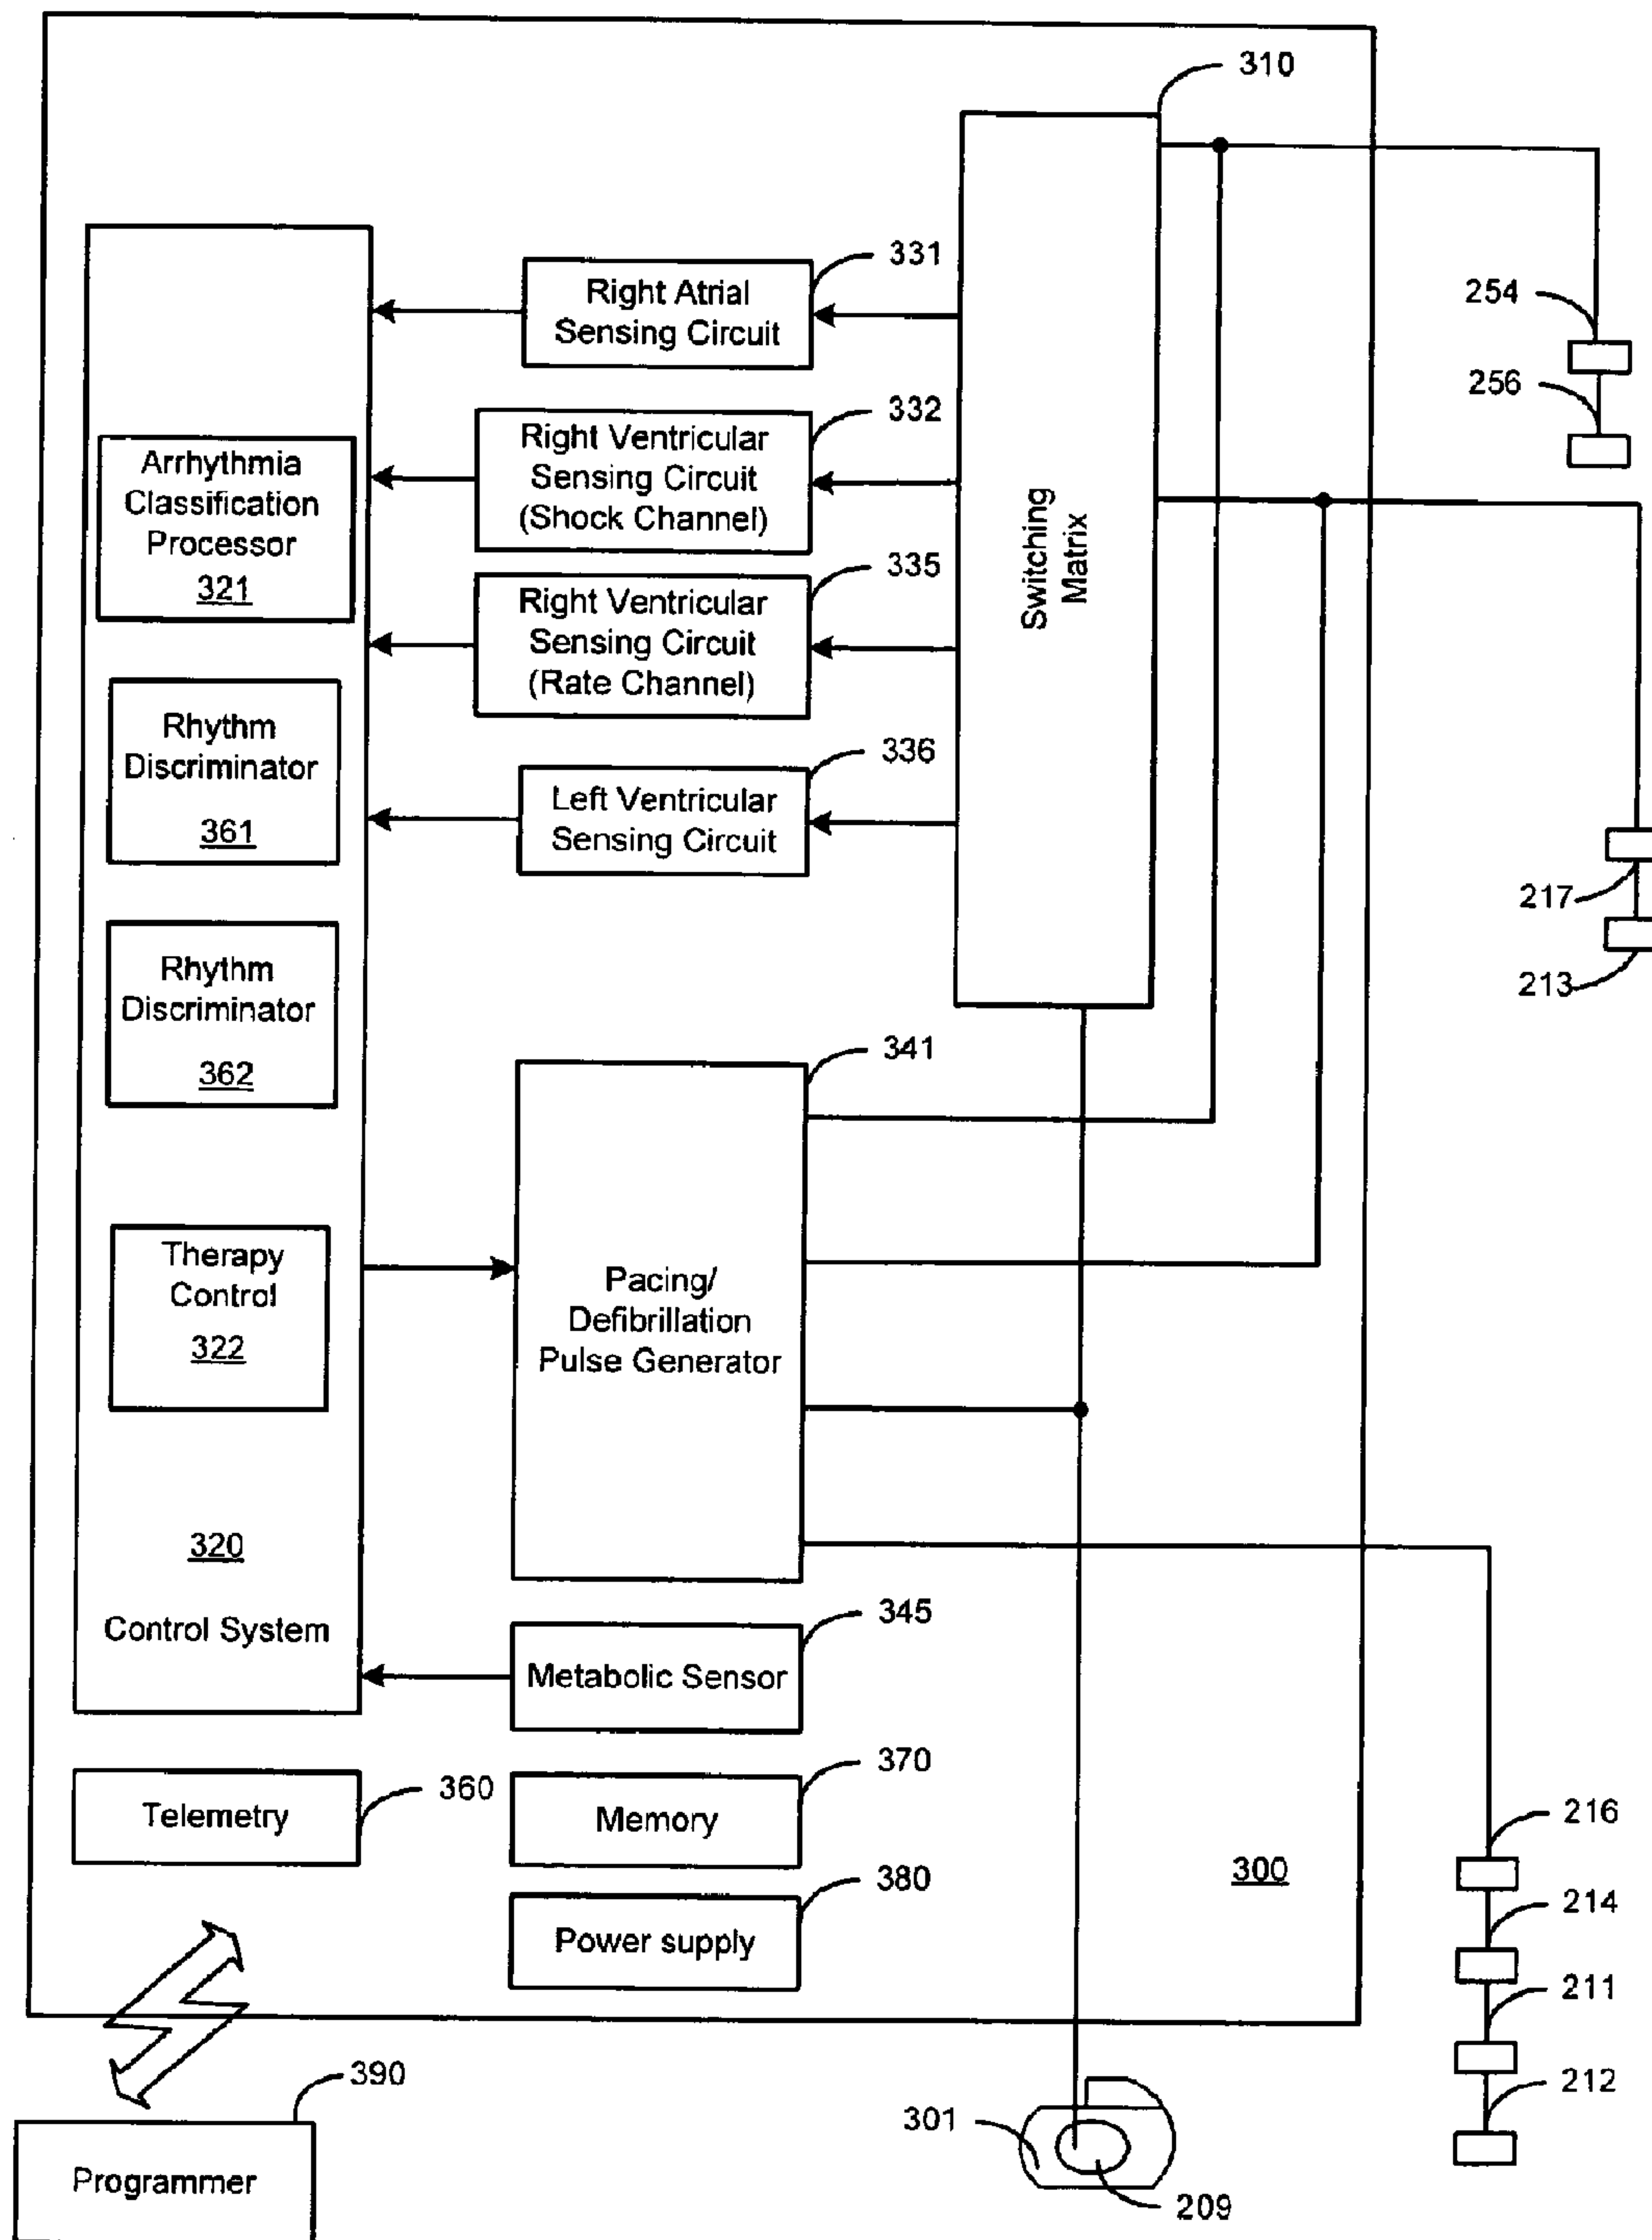 310
Switching
Matrix
331
Right Atrial
Sensing Circuit
254
256
332
Right Ventricular
Sensing Circuit
(Shock Channel)
Arrhythmia
Classification
Processor
321
335
Right Ventricular
Sensing Circuit
(Rate Channel)
Rhythm
Discriminator
361
336
Left Ventricular
Sensing Circuit
217
213
Rhythm
Discriminator
362
341
Pacing/
Defibrillation
Pulse Generator
Therapy
Control
322
320
Control System
345
Metabolic Sensor
370
Memory
Telemetry
360
380
Power supply
300
216
214
211
212
390
Programmer
301
209